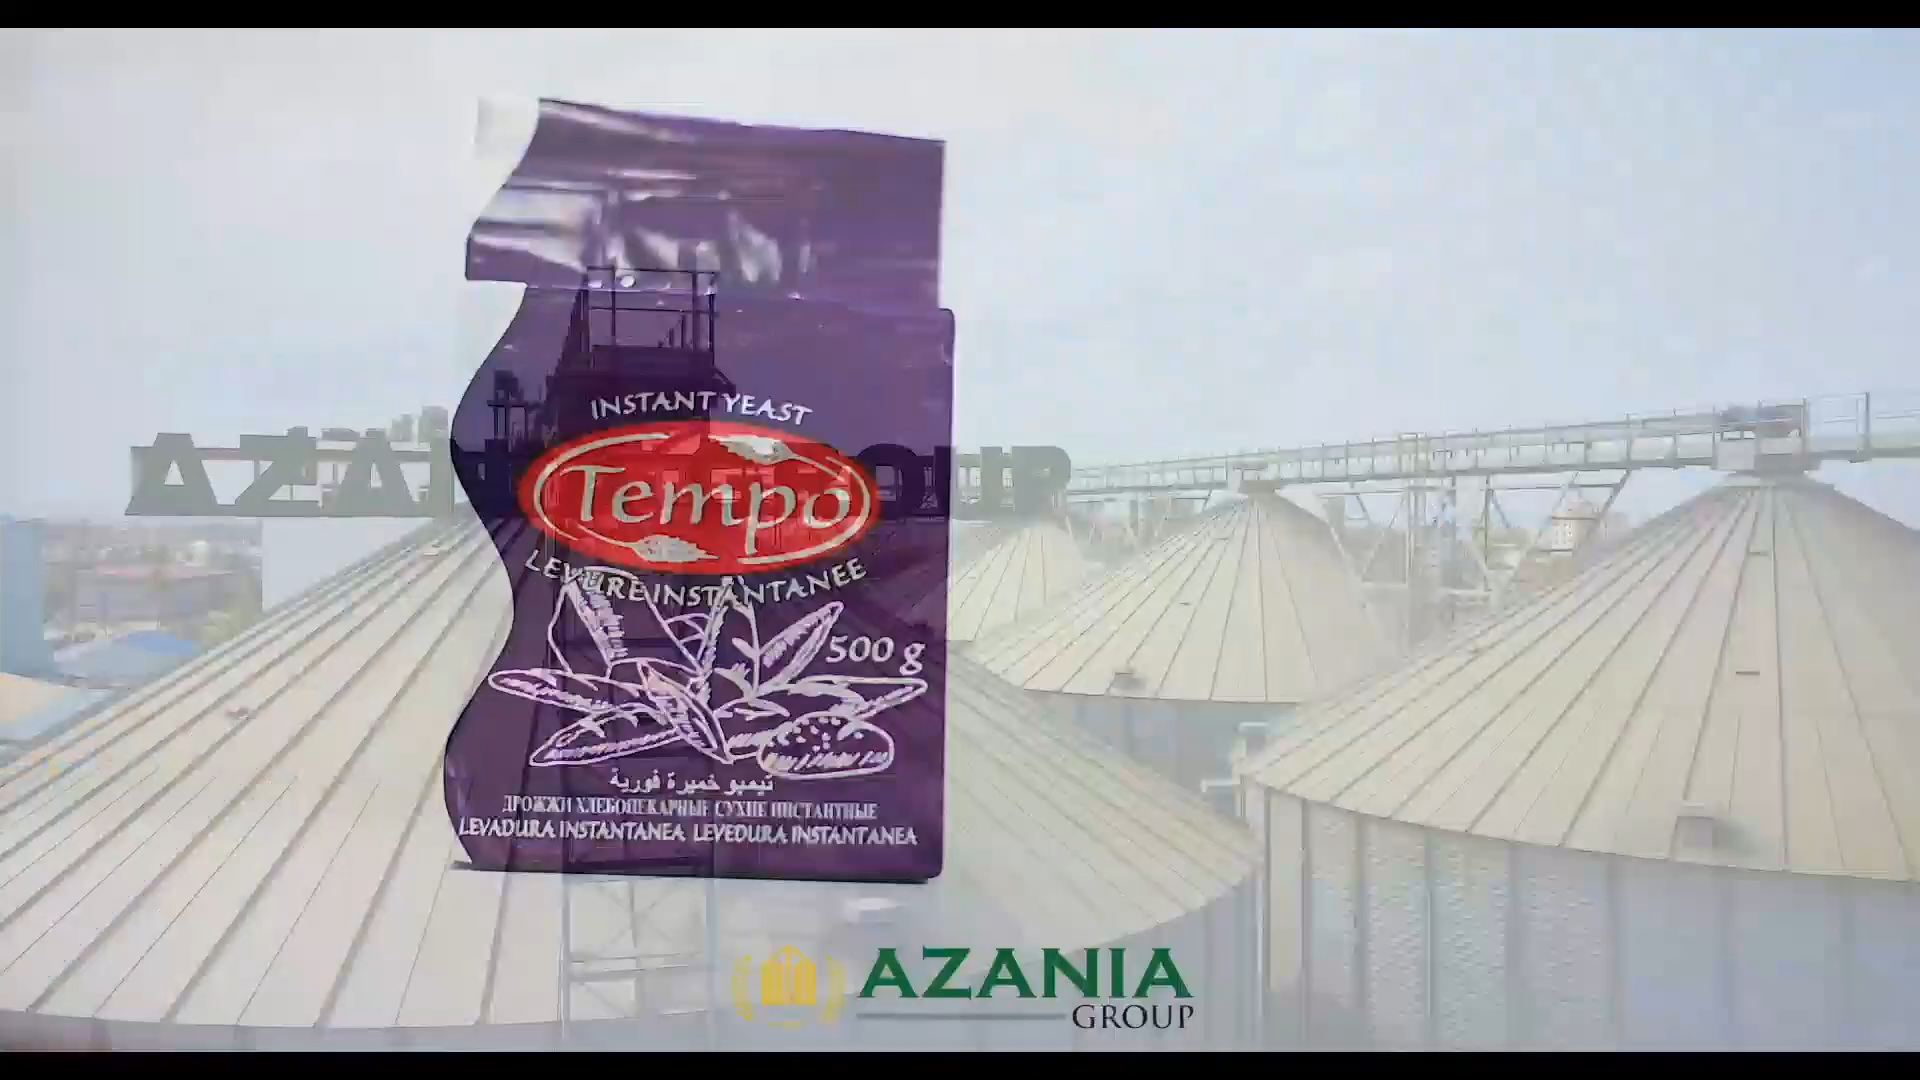 INSTANT YEAST
Tempo
LEVURE INSTANTANEE
500 g
تيمبو خميرة فورية
ДРОЖЖИ ХЛЕБОПЕКАРНЫЕ СУХИЕ ИНСТАНТНЫЕ
LEVADURA INSTANTANEA LEVEDURA INSTANTANEA
AZANIA
GROUP